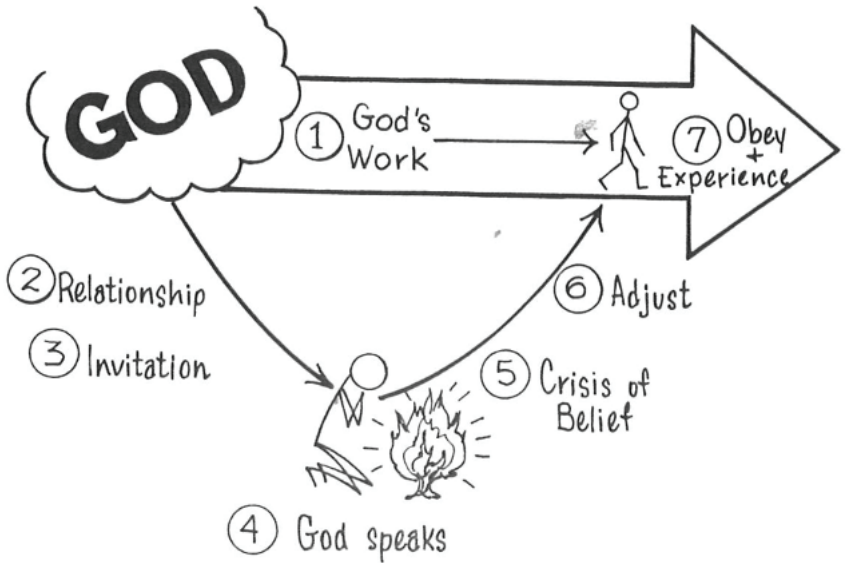 GOD
1 God's
Work
7 Obey
+
Experience
2 Relationship
3 Invitation
6 Adjust
5 Crisis of
Belief
4 God speaks